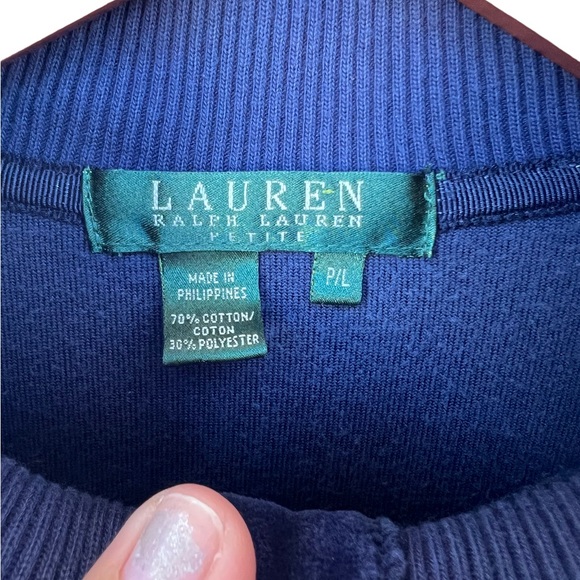 LAUREN
RALPH LAUREN
PETITE
P/L
MADE IN
PHILIPPINES
70% COTTON/
COTON
30% POLYESTER